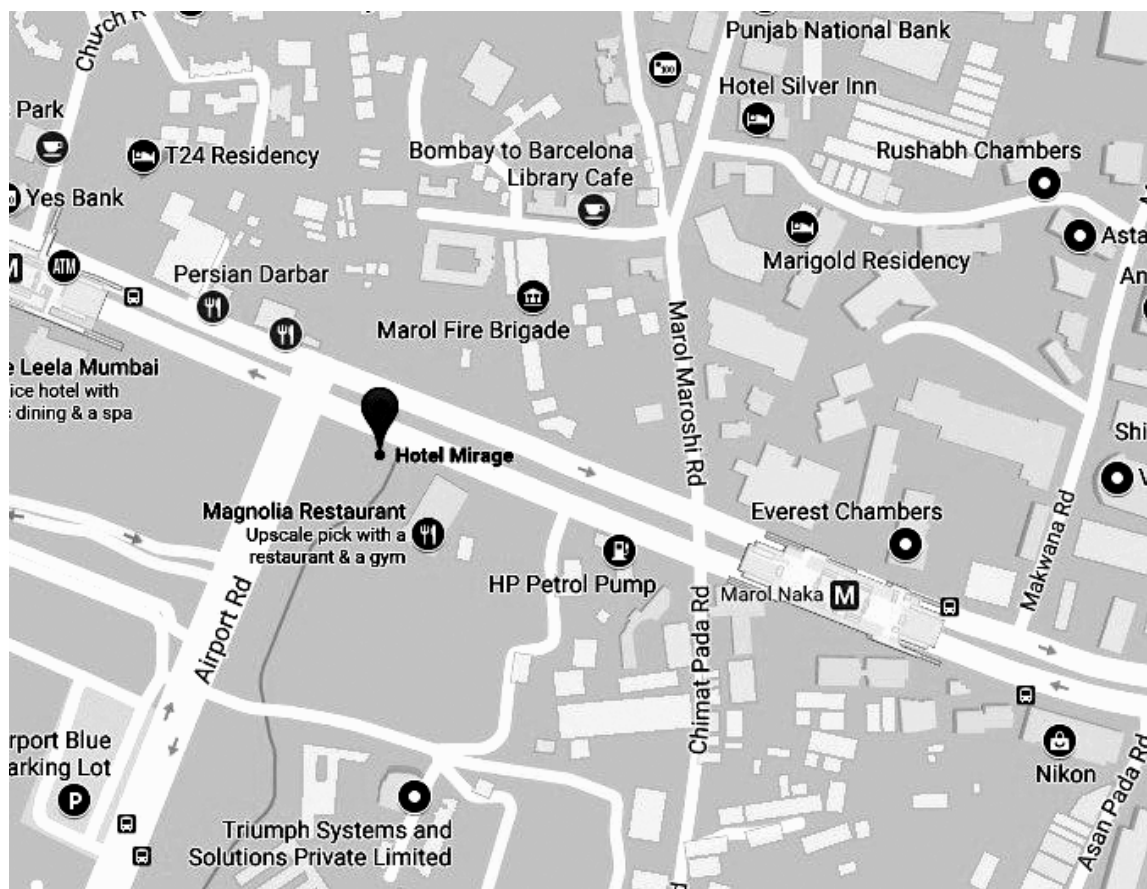 Church R
Punjab National Bank
100
Hotel Silver Inn
Park
T24 Residency
Bombay to Barcelona
Library Cafe
Rushabh Chambers
Yes Bank
ATM
Persian Darbar
Marigold Residency
Asta
An
Marol Fire Brigade
Marol Maroshi Rd
e Leela Mumbai
ice hotel with
dining & a spa
Hotel Mirage
Shi
V
Magnolia Restaurant
Upscale pick with a
restaurant & a gym
Everest Chambers
HP Petrol Pump
Marol Naka
M
Makwana Rd
Airport Rd
Chimat Pada Rd
rport Blue
arking Lot
P
Nikon
Asan Pada Rd
Triumph Systems and
Solutions Private Limited